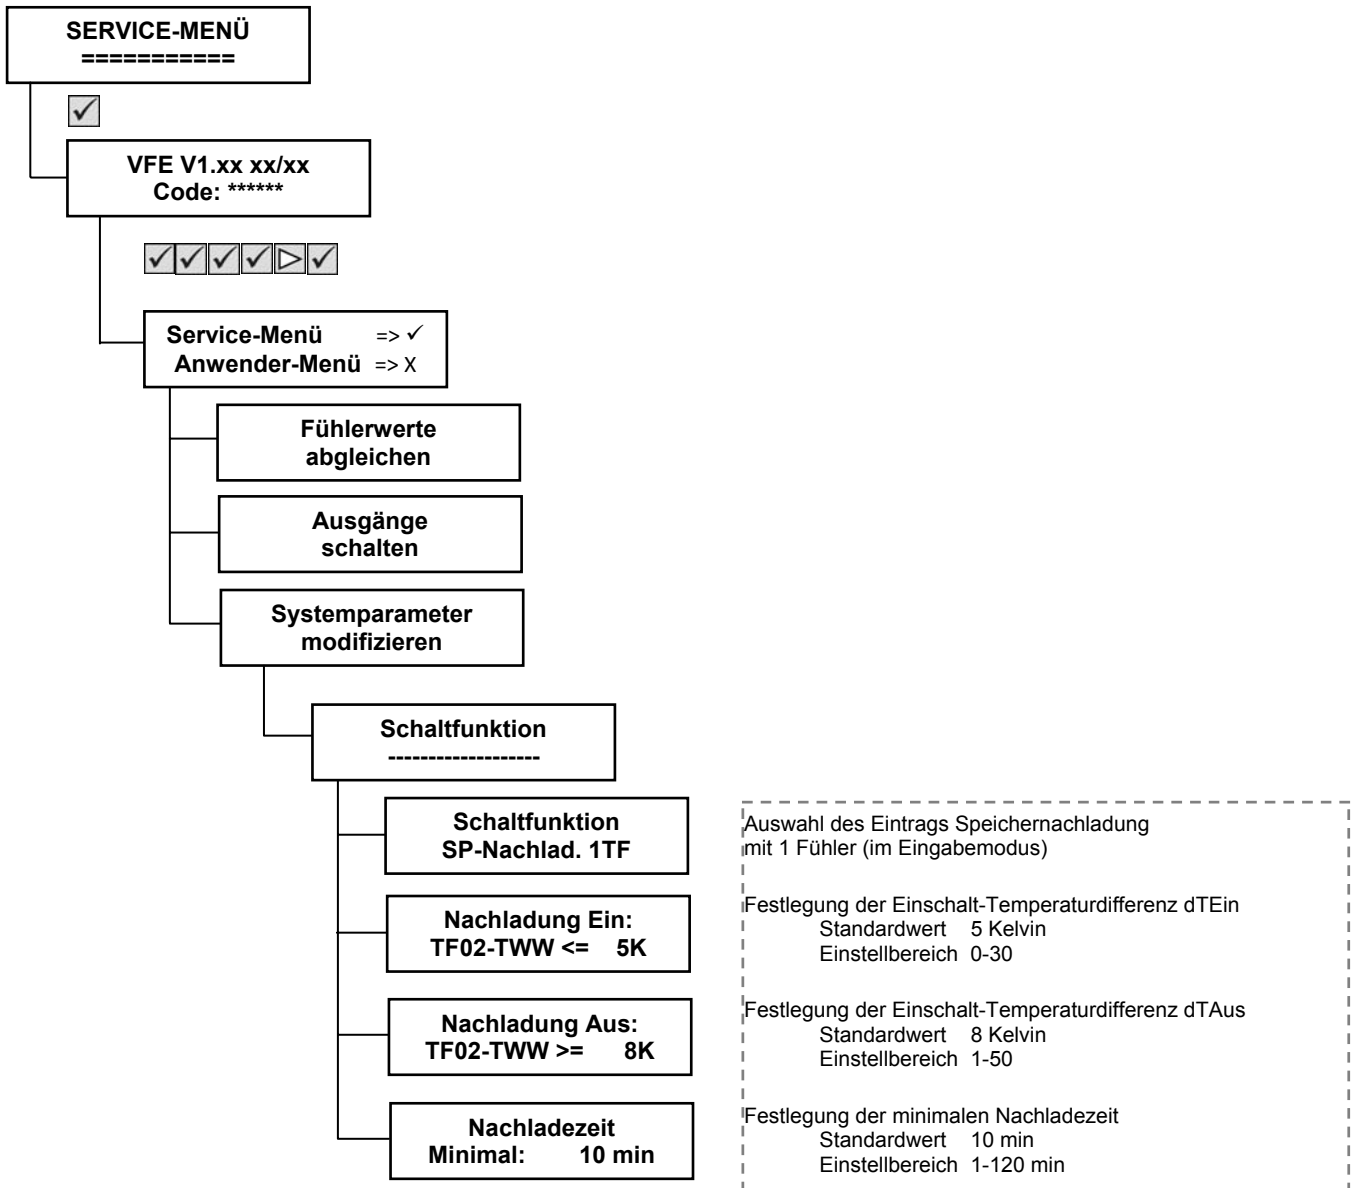 SERVICE-MENÜ
===========
✓
VFE V1.xx xx/xx
Code: ******
✓✓✓✓▷✓
Service-Menü => ✓
Anwender-Menü => X
Fühlerwerte
abgleichen
Ausgänge
schalten
Systemparameter
modifizieren
Schaltfunktion
-------------------
Schaltfunktion
SP-Nachlad. 1TF
Auswahl des Eintrags Speichernachladung
mit 1 Fühler (im Eingabemodus)
Nachladung Ein:
TF02-TWW <= 5K
Festlegung der Einschalt-Temperaturdifferenz dTEin
Standardwert 5 Kelvin
Einstellbereich 0-30
Nachladung Aus:
TF02-TWW >= 8K
Festlegung der Einschalt-Temperaturdifferenz dTAus
Standardwert 8 Kelvin
Einstellbereich 1-50
Nachladezeit
Minimal: 10 min
Festlegung der minimalen Nachladezeit
Standardwert 10 min
Einstellbereich 1-120 min